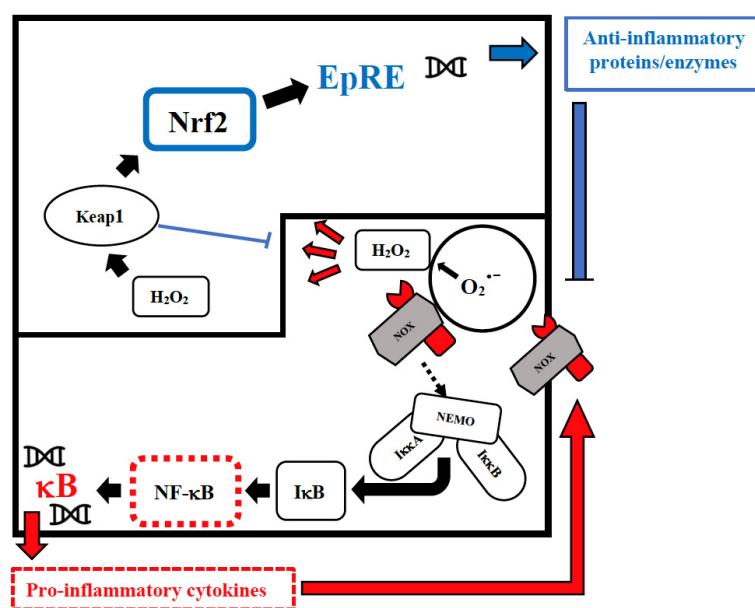 Anti-inflammatory
proteins/enzymes
EpRE
Nrf2
Keap1
H₂O₂
H₂O₂
O₂•−
NOX
NOX
NEMO
IκκA
IκκB
IκB
NF-κB
κB
Pro-inflammatory cytokines